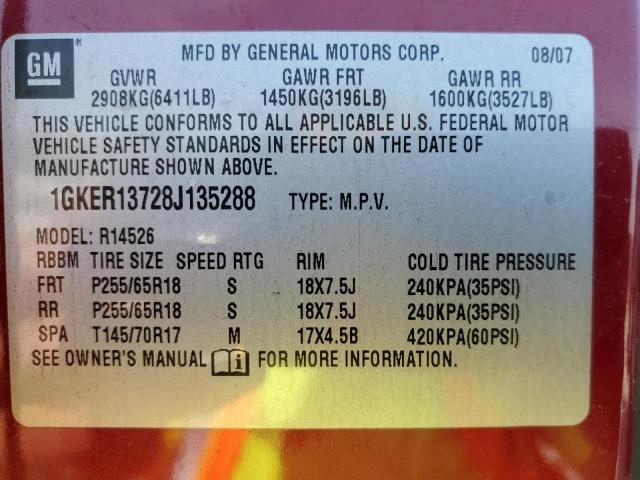 GM ® MFD BY GENERAL MOTORS CORP. 08/07
GVWR GAWR FRT GAWR RR
2908KG(6411LB) 1450KG(3196LB) 1600KG(3527LB)
THIS VEHICLE CONFORMS TO ALL APPLICABLE U.S. FEDERAL MOTOR
VEHICLE SAFETY STANDARDS IN EFFECT ON THE DATE OF
MANUFACTURE SHOWN ABOVE.
1GKER13728J135288 TYPE: M.P.V.
MODEL: R14526
RBBM TIRE SIZE SPEED RTG RIM COLD TIRE PRESSURE
FRT P255/65R18 S 18X7.5J 240KPA(35PSI)
RR P255/65R18 S 18X7.5J 240KPA(35PSI)
SPA T145/70R17 M 17X4.5B 420KPA(60PSI)
SEE OWNER'S MANUAL i FOR MORE INFORMATION.